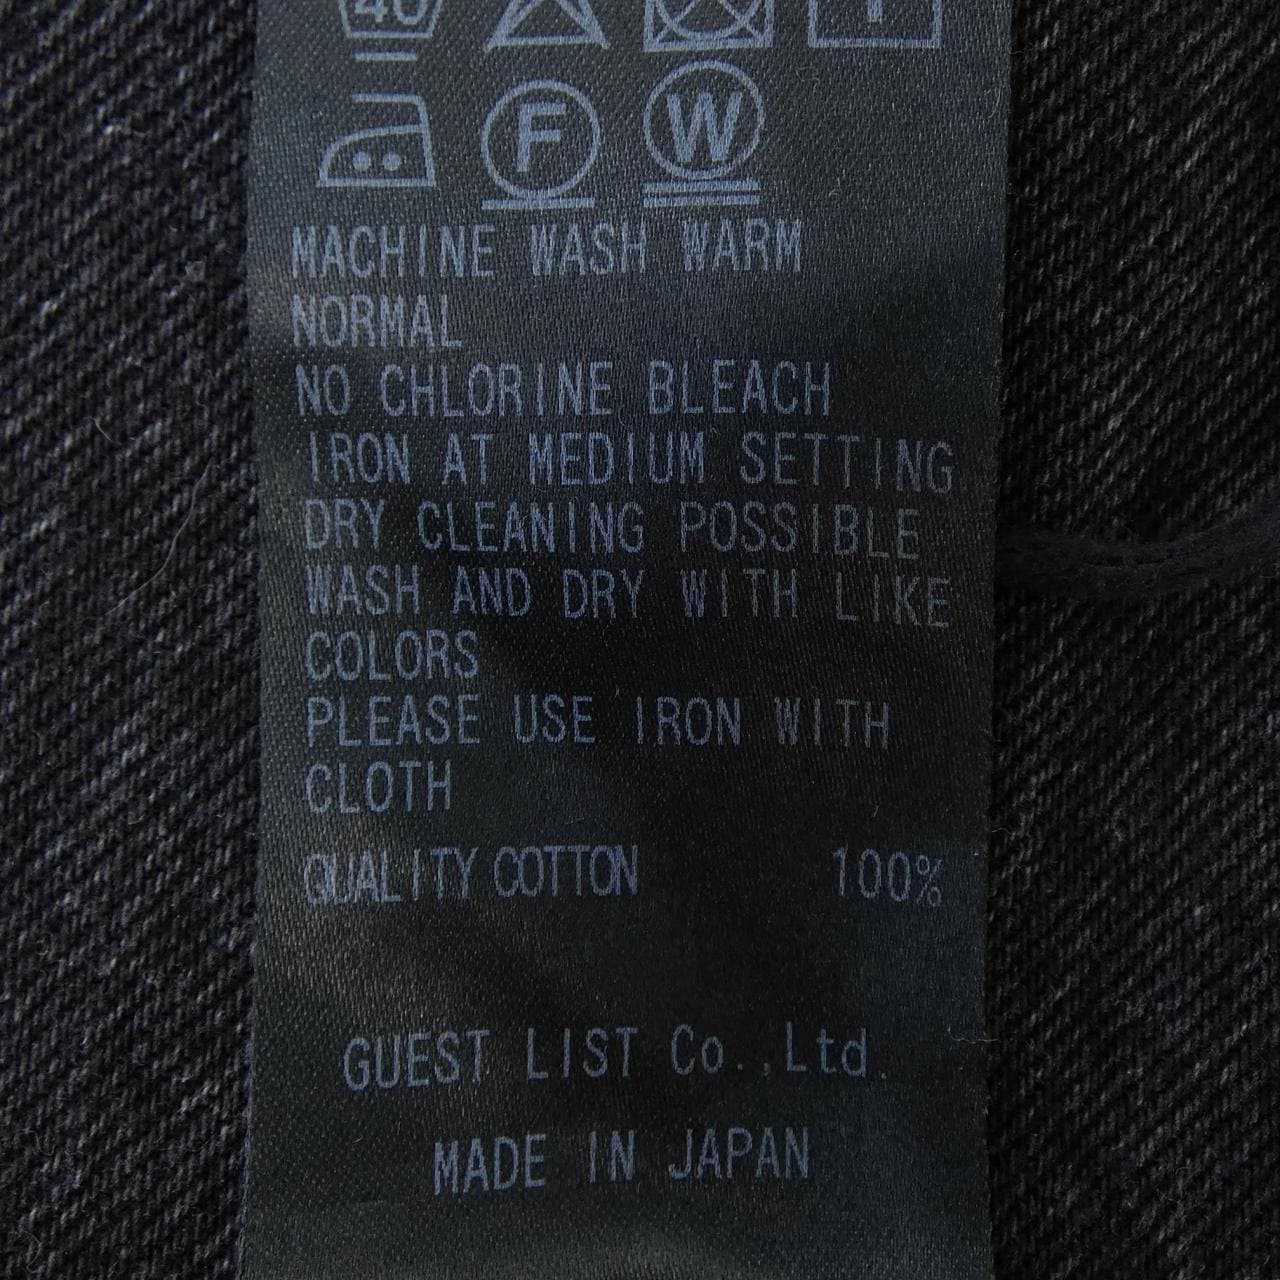 40
F W
MACHINE WASH WARM
NORMAL
NO CHLORINE BLEACH
IRON AT MEDIUM SETTING
DRY CLEANING POSSIBLE
WASH AND DRY WITH LIKE
COLORS
PLEASE USE IRON WITH
CLOTH
QUALITY COTTON 100%
GUEST LIST Co.,Ltd.
MADE IN JAPAN